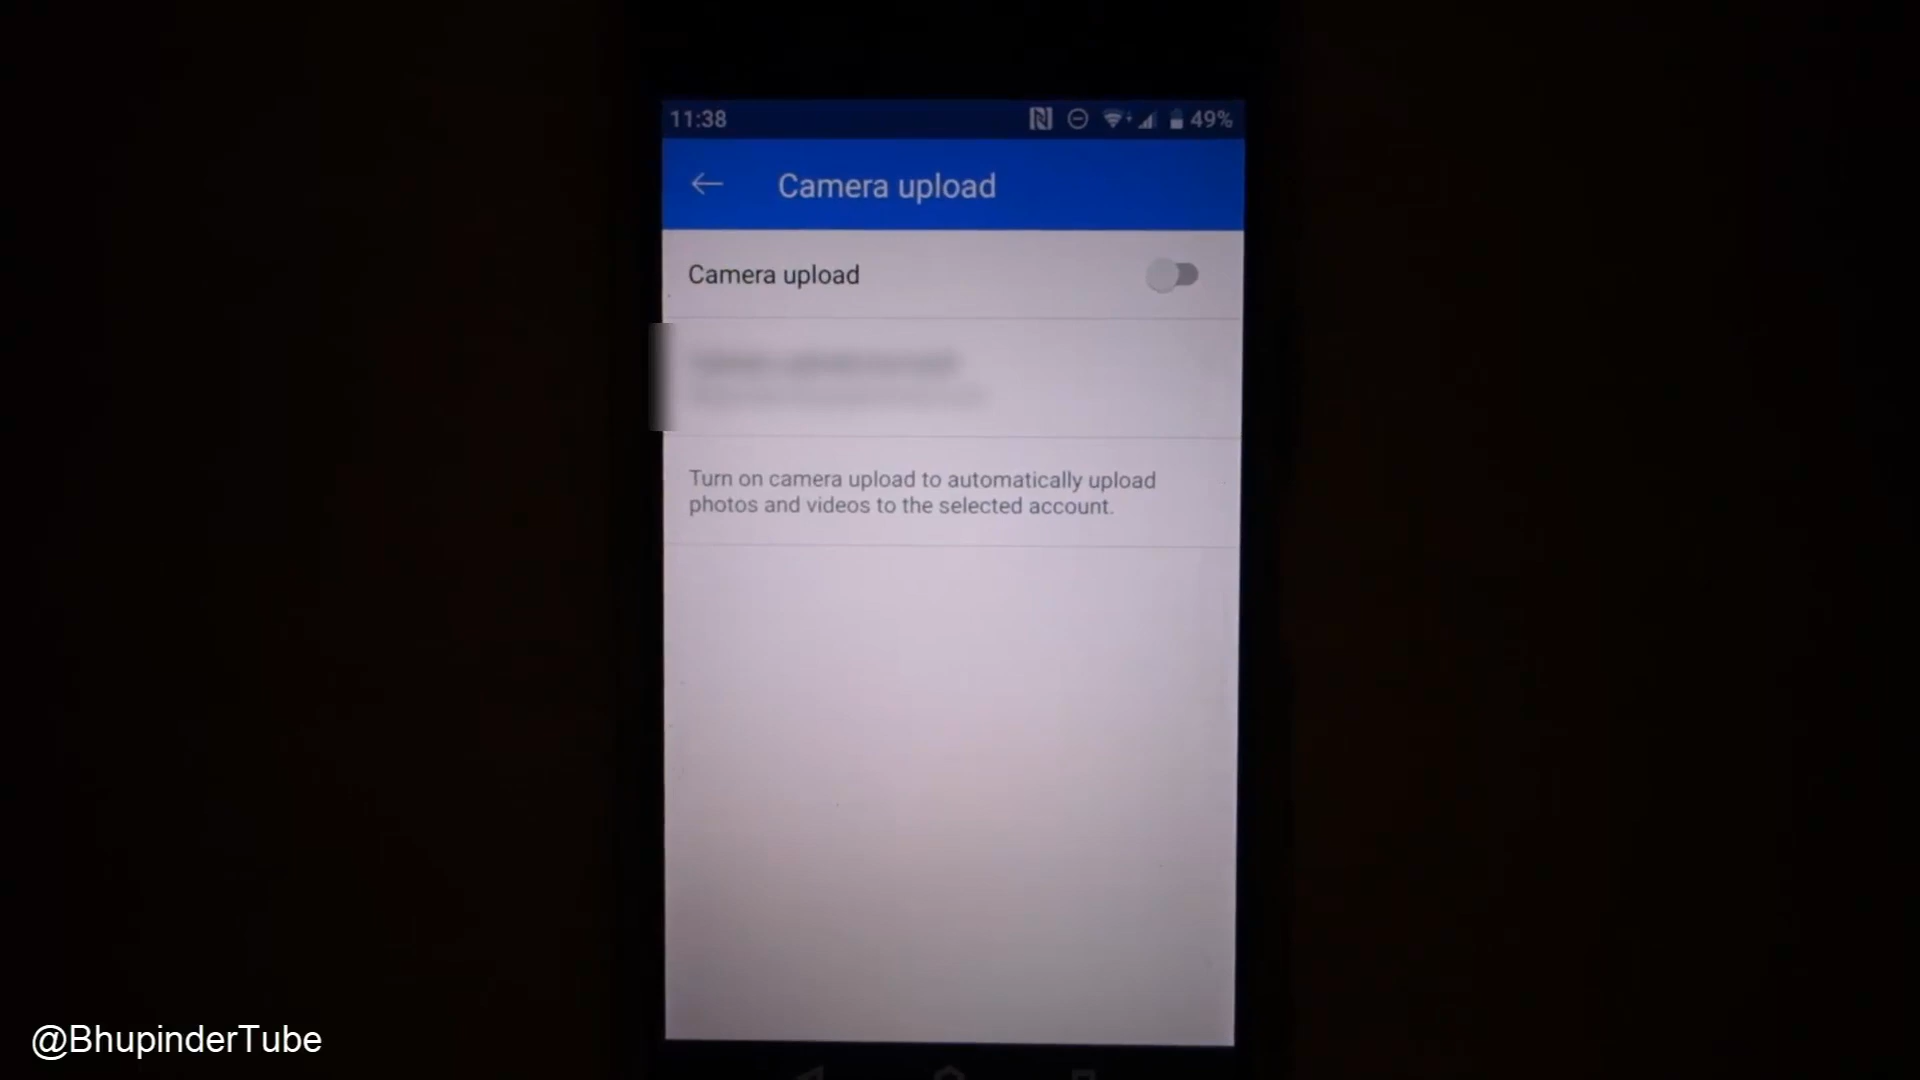 11:38
49%
Camera upload
Camera upload
Turn on camera upload to automatically upload
photos and videos to the selected account.
@BhupinderTube